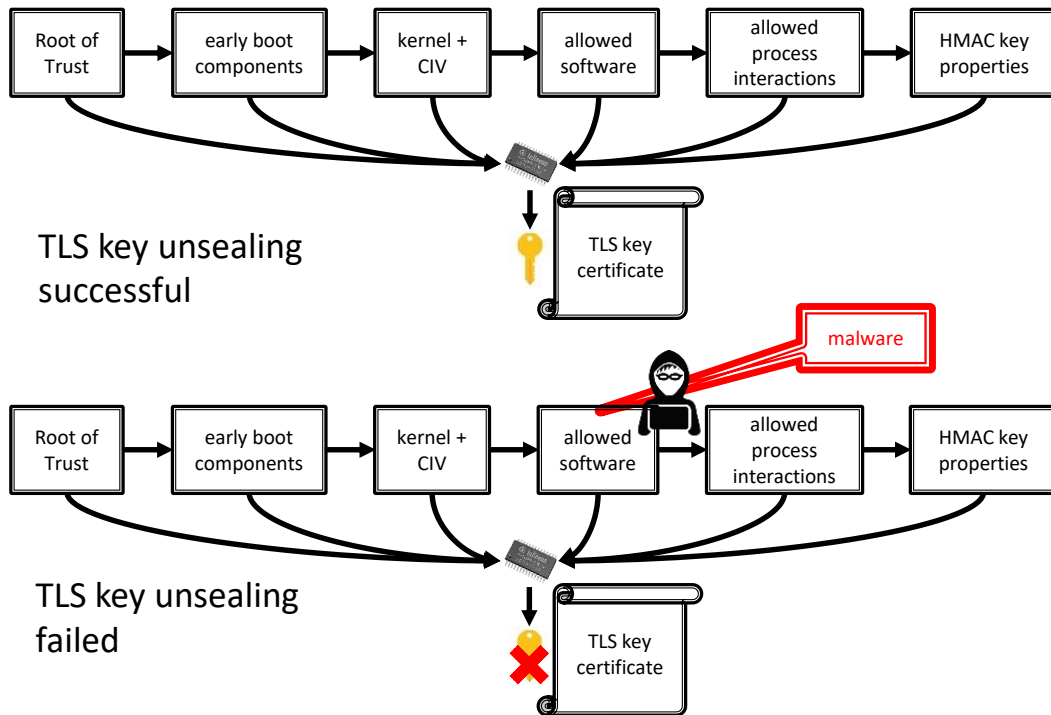 Root of
Trust
early boot
components
kernel +
CIV
allowed
software
allowed
process
interactions
HMAC key
properties
Infineon
TLS key unsealing
successful
TLS key
certificate
malware
Root of
Trust
early boot
components
kernel +
CIV
allowed
software
allowed
process
interactions
HMAC key
properties
Infineon
TLS key unsealing
failed
TLS key
certificate